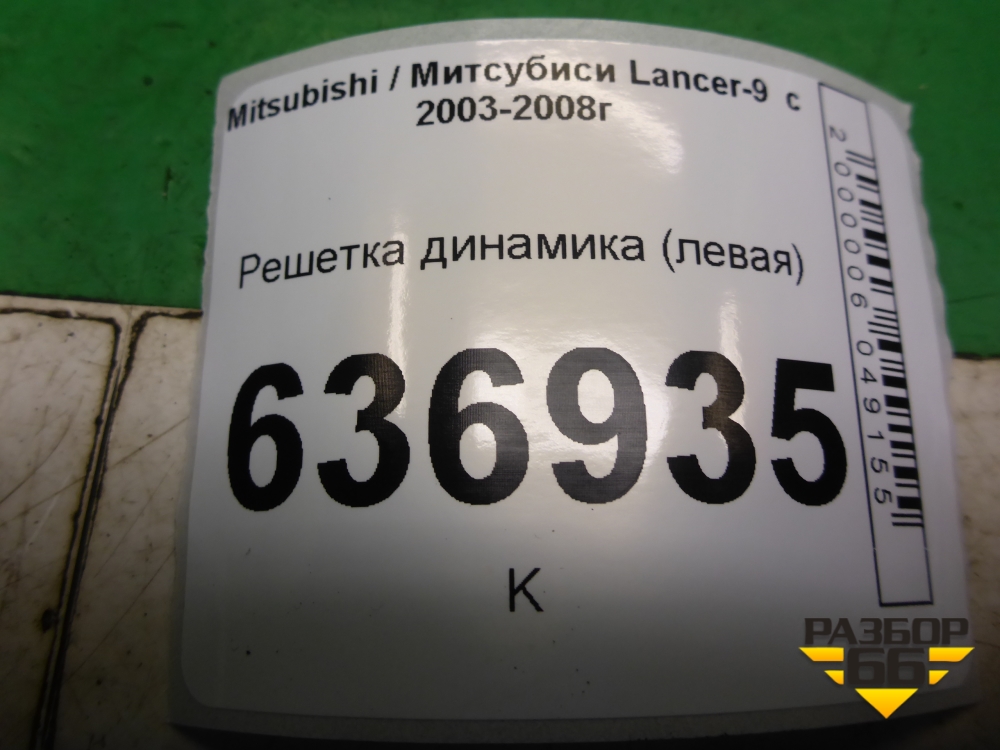 Mitsubishi / Митсубиси Lancer-9 с
2003-2008г
Решетка динамика (левая)
636935
К
2000006049155
РАЗБОР
66